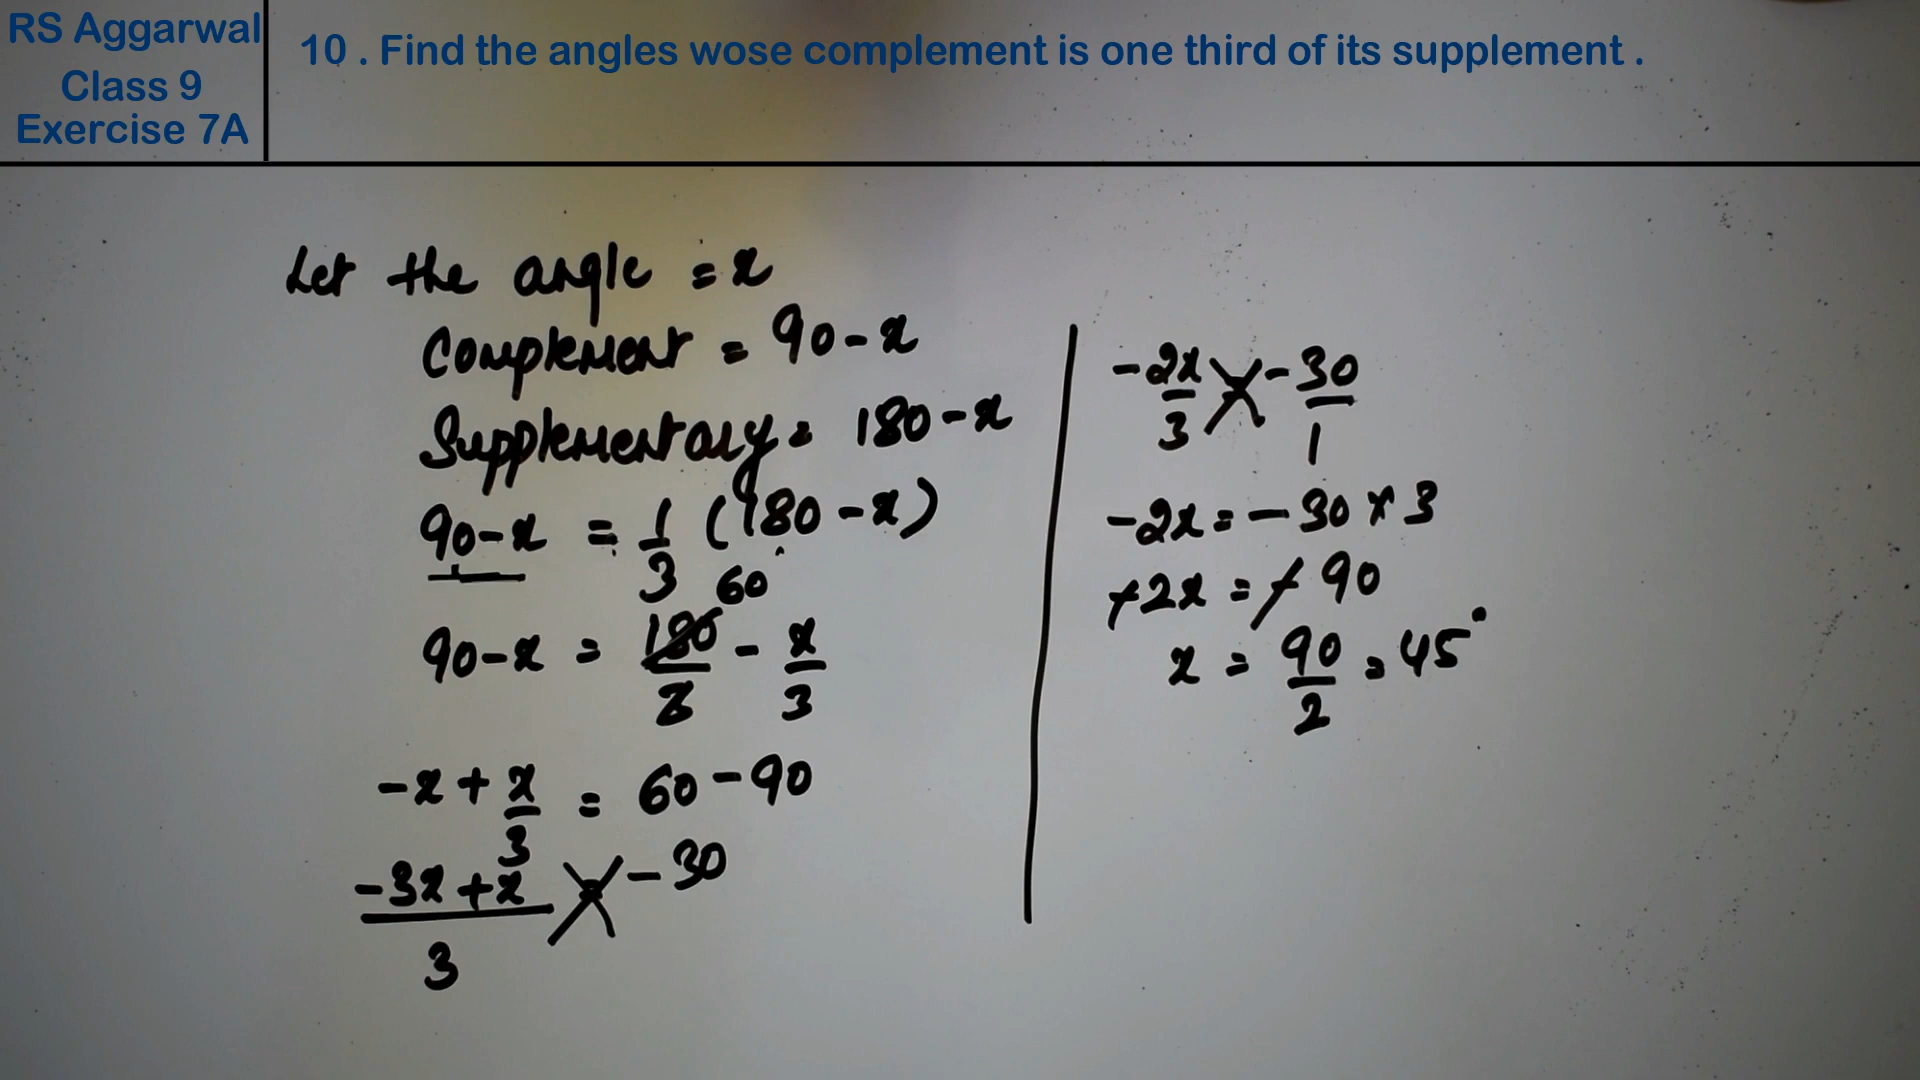 RS Aggarwal
Class 9
Exercise 7A
10 . Find the angles wose complement is one third of its supplement .
Let the angle = x
Complement = 90 - x
Supplementary = 180 - x
90 - x = 1/3 (180 - x)
60
90 - x = 180/3 - x/3
-x + x/3 = 60 - 90
(-3x + x)/3 = -30
-2x/3 = -30/1
-2x = -30 × 3
-2x = -90
x = 90/2 = 45°